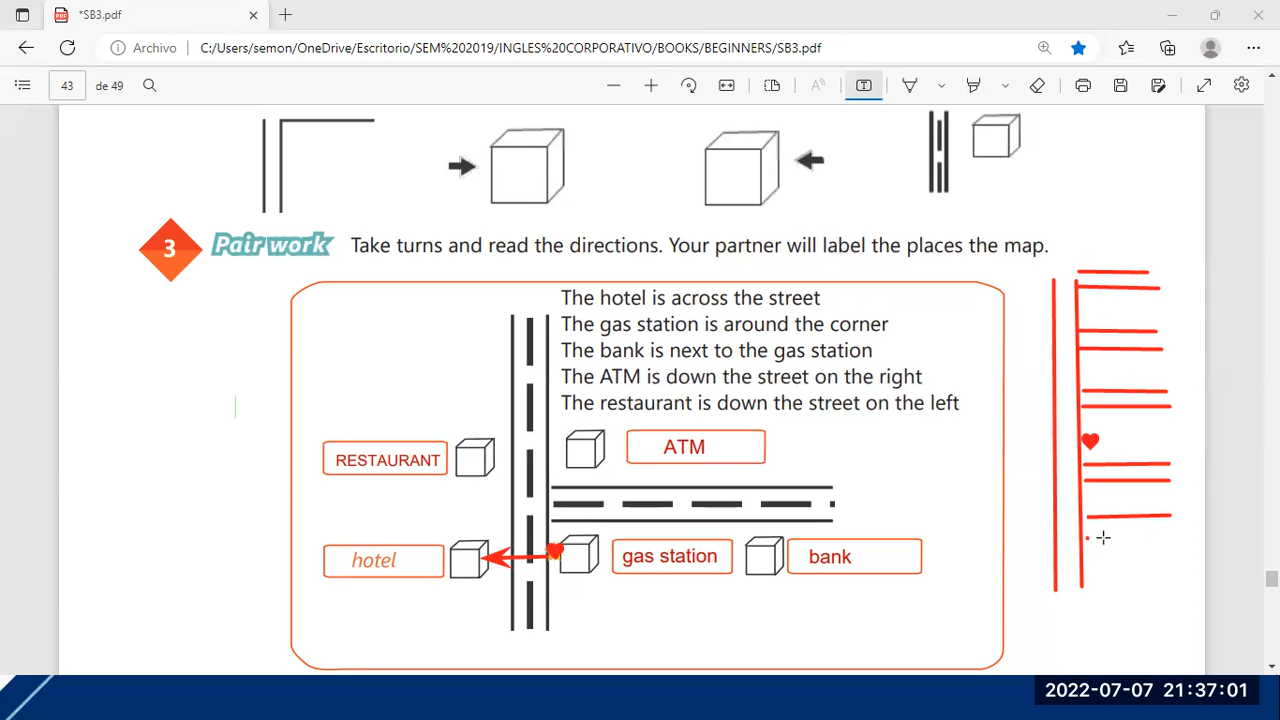 *SB3.pdf
Archivo
C:/Users/semon/OneDrive/Escritorio/SEM%202019/INGLES%20CORPORATIVO/BOOKS/BEGINNERS/SB3.pdf
43
de 49
3
Pair work
Take turns and read the directions. Your partner will label the places the map.
The hotel is across the street
The gas station is around the corner
The bank is next to the gas station
The ATM is down the street on the right
The restaurant is down the street on the left
RESTAURANT
ATM
hotel
gas station
bank
2022-07-07 21:37:01